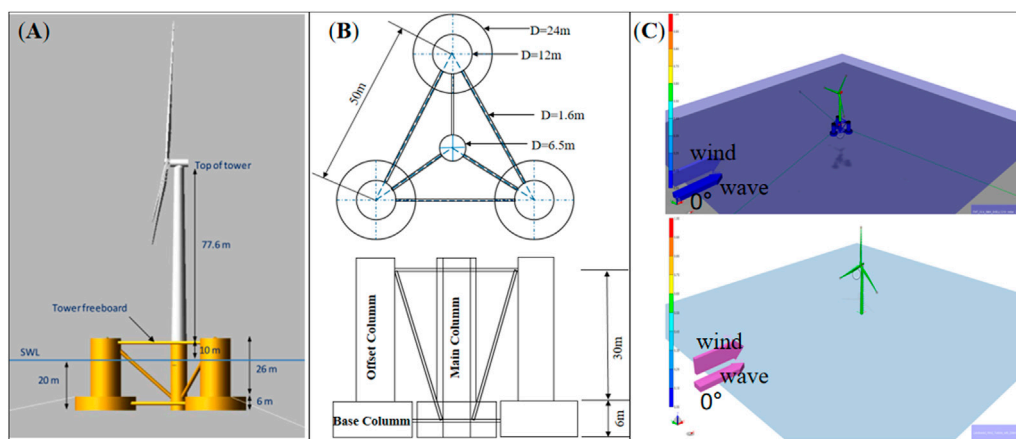 (A)
Top of tower
77.6 m
Tower freeboard
SWL
10 m
20 m
26 m
6 m
(B)
D=24m
D=12m
50m
D=1.6m
D=6.5m
Offset Column
Main Column
30m
Base Columm
6m
(C)
wind
wave
0°
wind
wave
0°